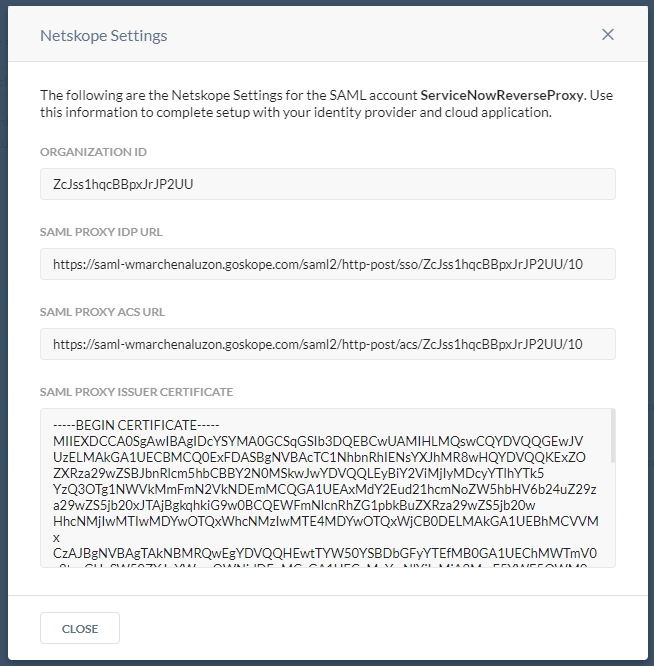 Netskope Settings
The following are the Netskope Settings for the SAML account ServiceNowReverseProxy. Use
this information to complete setup with your identity provider and cloud application.
ORGANIZATION ID
ZcJss1hqcBBpxJrJP2UU
SAML PROXY IDP URL
https://saml-wmarchenaluzon.goskope.com/saml2/http-post/sso/ZcJss1hqcBBpxJrJP2UU/10
SAML PROXY ACS URL
https://saml-wmarchenaluzon.goskope.com/saml2/http-post/acs/ZcJss1hqcBBpxJrJP2UU/10
SAML PROXY ISSUER CERTIFICATE
-----BEGIN CERTIFICATE-----
MIIEXDCCA0SgAwIBAgIDcYSYMA0GCSqGSIb3DQEBCwUAMIHLMQswCQYDVQQGEwJV
UzELMAkGA1UECBMCQ0ExFDASBgNVBAcTC1NhbnRhIENsYXJhMR8wHQYDVQQKExZO
ZXRza29wZSBJbnRlcm5hbCBBY2N0MSkwJwYDVQQLEyBiY2ViMjIyMDcyYTlhYTk5
YzQ3OTg1NWVkMmFmN2VkNDEmMCQGA1UEAxMdY2Eud21hcmNoZW5hbHV6b24uZ29z
a29wZS5jb20xJTAjBgkqhkiG9w0BCQEWFmNlcnRhZG1pbkBuZXRza29wZS5jb20w
HhcNMjIwMTIwMDYwOTQxWhcNMzIwMTE4MDYwOTQxWjCB0DELMAkGA1UEBhMCVVM
x
CzAJBgNVBAgTAkNBMRQwEgYDVQQHEwtTYW50YSBDbGFyYTEfMB0GA1UEChMWTmV0
CLOSE